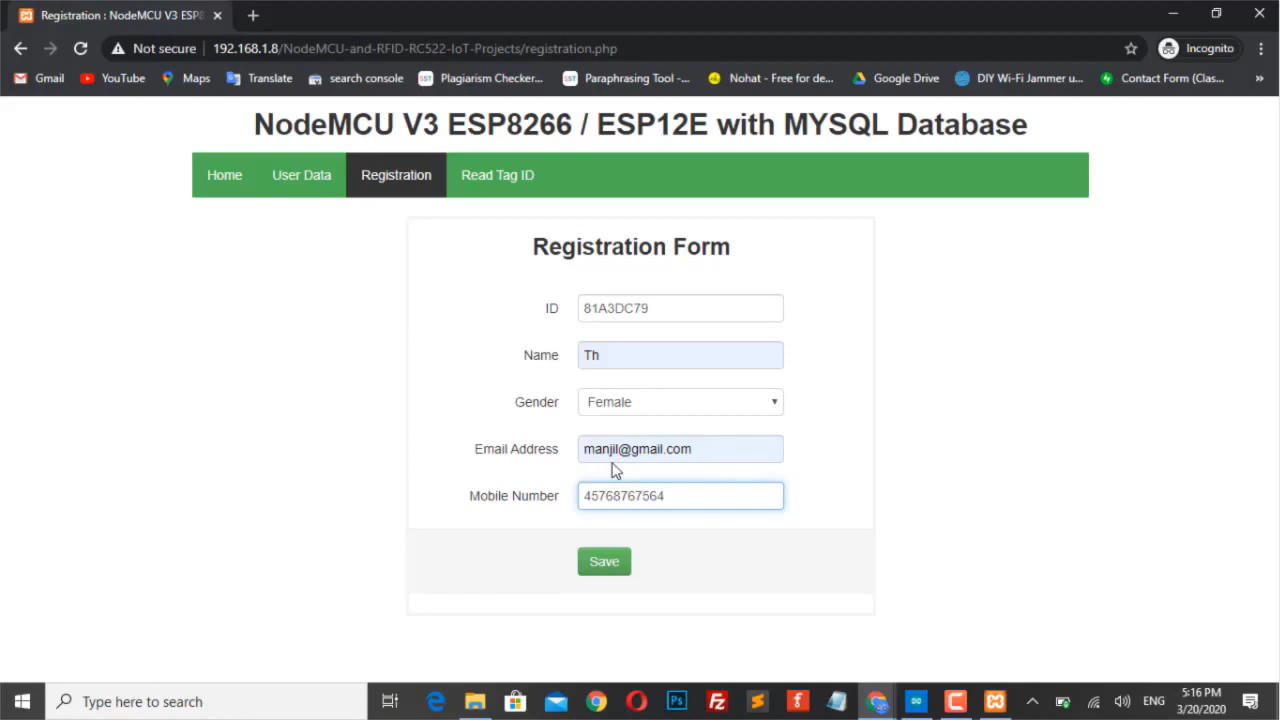 Registration : NodeMCU V3 ESP8
Not secure 192.168.1.8/NodeMCU-and-RFID-RC522-IoT-Projects/registration.php Incognito
Gmail YouTube Maps Translate search console Plagiarism Checker... Paraphrasing Tool -... Nohat - Free for de... Google Drive DIY Wi-Fi Jammer u... Contact Form (Clas... »
NodeMCU V3 ESP8266 / ESP12E with MYSQL Database
Home User Data Registration Read Tag ID
Registration Form
ID 81A3DC79
Name Th
Gender Female
Email Address manjil@gmail.com
Mobile Number 45768767564
Save
Type here to search ENG 5:16 PM
3/20/2020